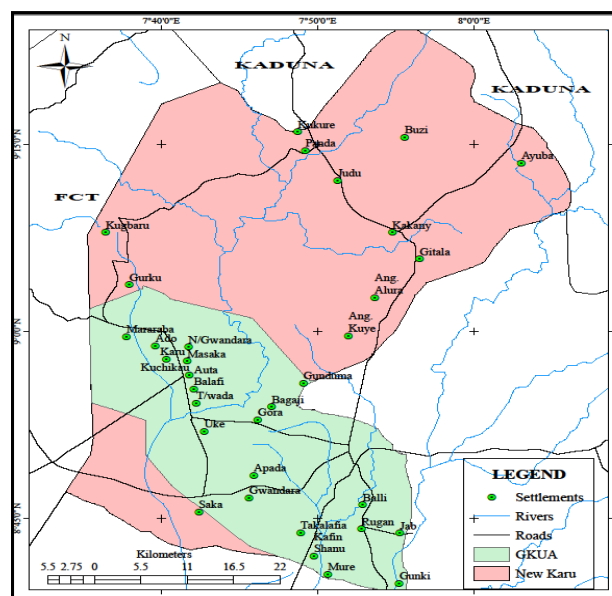 7°40'0"E 7°50'0"E 8°0'0"E
N
KADUNA
KADUNA
FCT
9°15'0"N
9°0'0"N
8°45'0"N
Kukure
Panda
Buzi
Ayuba
Judu
Kugbaru
Kakany
Gitala
Gurku
Ang.
Alura
Ang.
Kuye
Mararaba
Ado
N/Gwandara
Karu
Masaka
Kuchikau
Auta
Balafi
Gunduma
T/wada
Bagaji
Gora
Uke
Apada
Gwandara
Balli
Saka
Takalafia
Rugan
Jab
Kafin
Shanu
Mure
Gunki
LEGEND
Settlements
Rivers
Roads
GKUA
New Karu
Kilometers
5.5 2.75 0 5.5 11 16.5 22